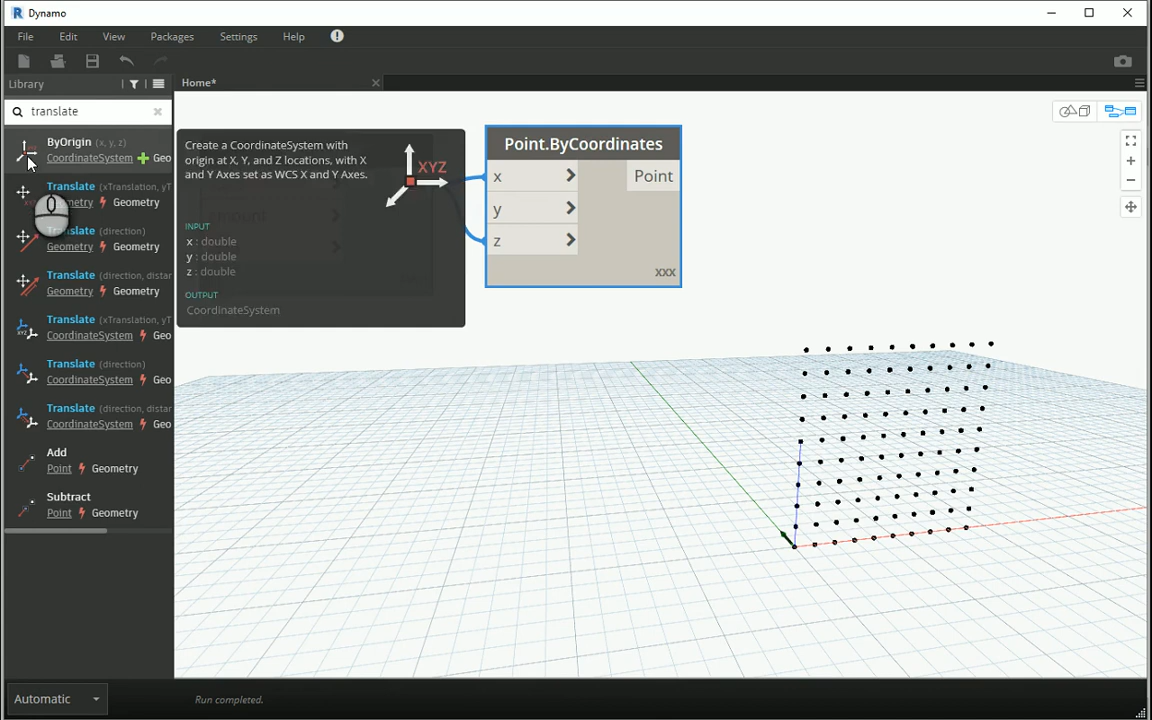 R Dynamo
File Edit View Packages Settings Help
Library
Home*
translate
ByOrigin (x, y, z)
CoordinateSystem Geo
Translate (xTranslation, yT
Geometry
Translate (direction)
Geometry Geometry
Translate (direction, distar
Geometry Geometry
Translate (xTranslation, yT
CoordinateSystem Geo
Translate (direction)
CoordinateSystem Geo
Translate (direction, distar
CoordinateSystem Geo
Add
Point Geometry
Subtract
Point Geometry
Create a CoordinateSystem with
origin at X, Y, and Z locations, with X
and Y Axes set as WCS X and Y Axes.
XYZ
INPUT
x : double
y : double
z : double
OUTPUT
CoordinateSystem
Point.ByCoordinates
x > Point
y >
z >
xxx
Automatic
Run completed.